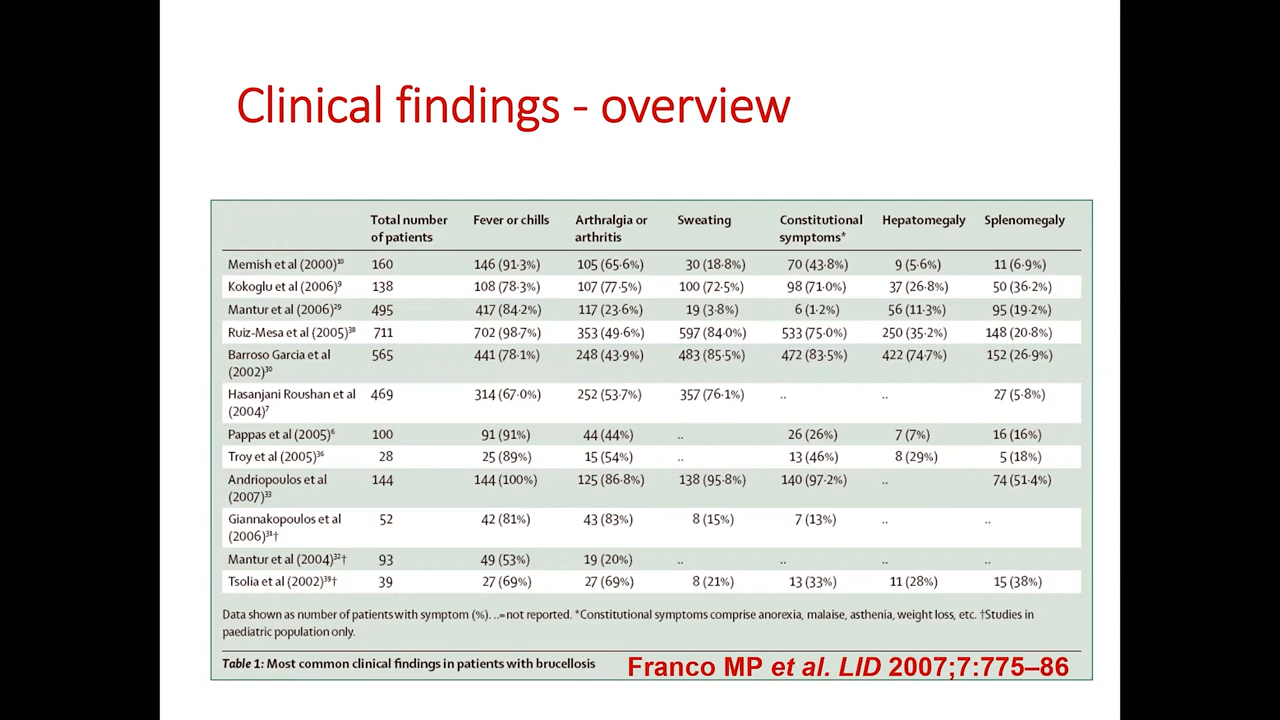 Clinical findings - overview
Total number of patients Fever or chills Arthralgia or arthritis Sweating Constitutional symptoms* Hepatomegaly Splenomegaly
Memish et al (2000)¹⁰ 160 146 (91·3%) 105 (65·6%) 30 (18·8%) 70 (43·8%) 9 (5·6%) 11 (6·9%)
Kokoglu et al (2006)⁹ 138 108 (78·3%) 107 (77·5%) 100 (72·5%) 98 (71·0%) 37 (26·8%) 50 (36·2%)
Mantur et al (2006)²⁹ 495 417 (84·2%) 117 (23·6%) 19 (3·8%) 6 (1·2%) 56 (11·3%) 95 (19·2%)
Ruiz-Mesa et al (2005)³⁸ 711 702 (98·7%) 353 (49·6%) 597 (84·0%) 533 (75·0%) 250 (35·2%) 148 (20·8%)
Barroso Garcia et al (2002)³⁰ 565 441 (78·1%) 248 (43·9%) 483 (85·5%) 472 (83·5%) 422 (74·7%) 152 (26·9%)
Hasanjani Roushan et al (2004)⁷ 469 314 (67·0%) 252 (53·7%) 357 (76·1%) .. .. 27 (5·8%)
Pappas et al (2005)⁶ 100 91 (91%) 44 (44%) .. 26 (26%) 7 (7%) 16 (16%)
Troy et al (2005)³⁶ 28 25 (89%) 15 (54%) .. 13 (46%) 8 (29%) 5 (18%)
Andriopoulos et al (2007)³³ 144 144 (100%) 125 (86·8%) 138 (95·8%) 140 (97·2%) .. 74 (51·4%)
Giannakopoulos et al (2006)³¹† 52 42 (81%) 43 (83%) 8 (15%) 7 (13%) .. ..
Mantur et al (2004)³²† 93 49 (53%) 19 (20%) .. .. .. ..
Tsolia et al (2002)³⁹† 39 27 (69%) 27 (69%) 8 (21%) 13 (33%) 11 (28%) 15 (38%)
Data shown as number of patients with symptom (%). ..=not reported. *Constitutional symptoms comprise anorexia, malaise, asthenia, weight loss, etc. †Studies in
paediatric population only.
Table 1: Most common clinical findings in patients with brucellosis
Franco MP et al. LID 2007;7:775–86